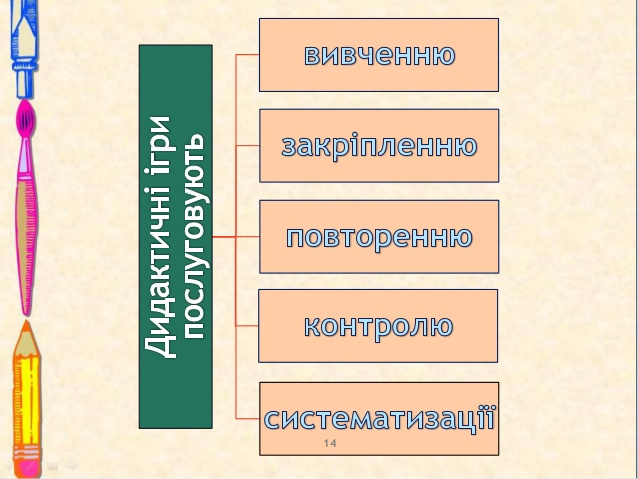 Дидактичні ігри
послуговують
вивченню
закріпленню
повторенню
контролю
систематизації
14